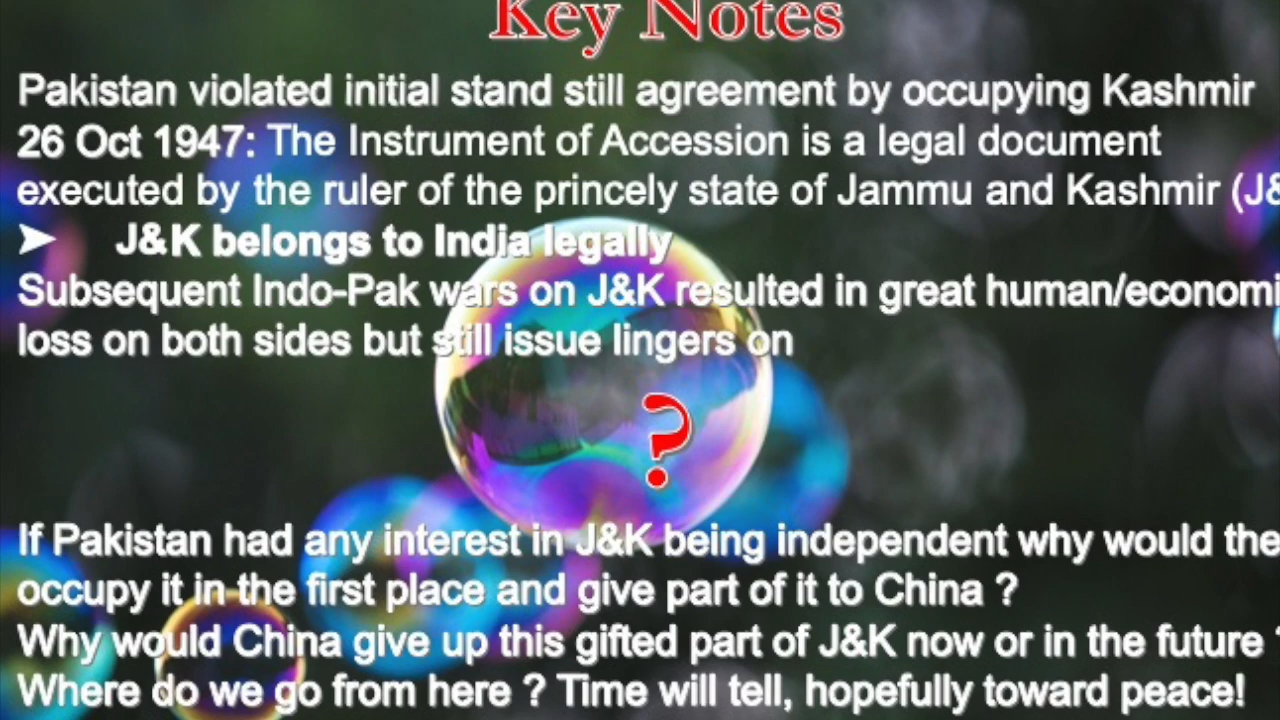 Key Notes
Pakistan violated initial stand still agreement by occupying Kashmir
26 Oct 1947: The Instrument of Accession is a legal document
executed by the ruler of the princely state of Jammu and Kashmir (J&
➤ J&K belongs to India legally
Subsequent Indo-Pak wars on J&K resulted in great human/economi
loss on both sides but still issue lingers on
?
If Pakistan had any interest in J&K being independent why would the
occupy it in the first place and give part of it to China ?
Why would China give up this gifted part of J&K now or in the future ?
Where do we go from here ? Time will tell, hopefully toward peace!